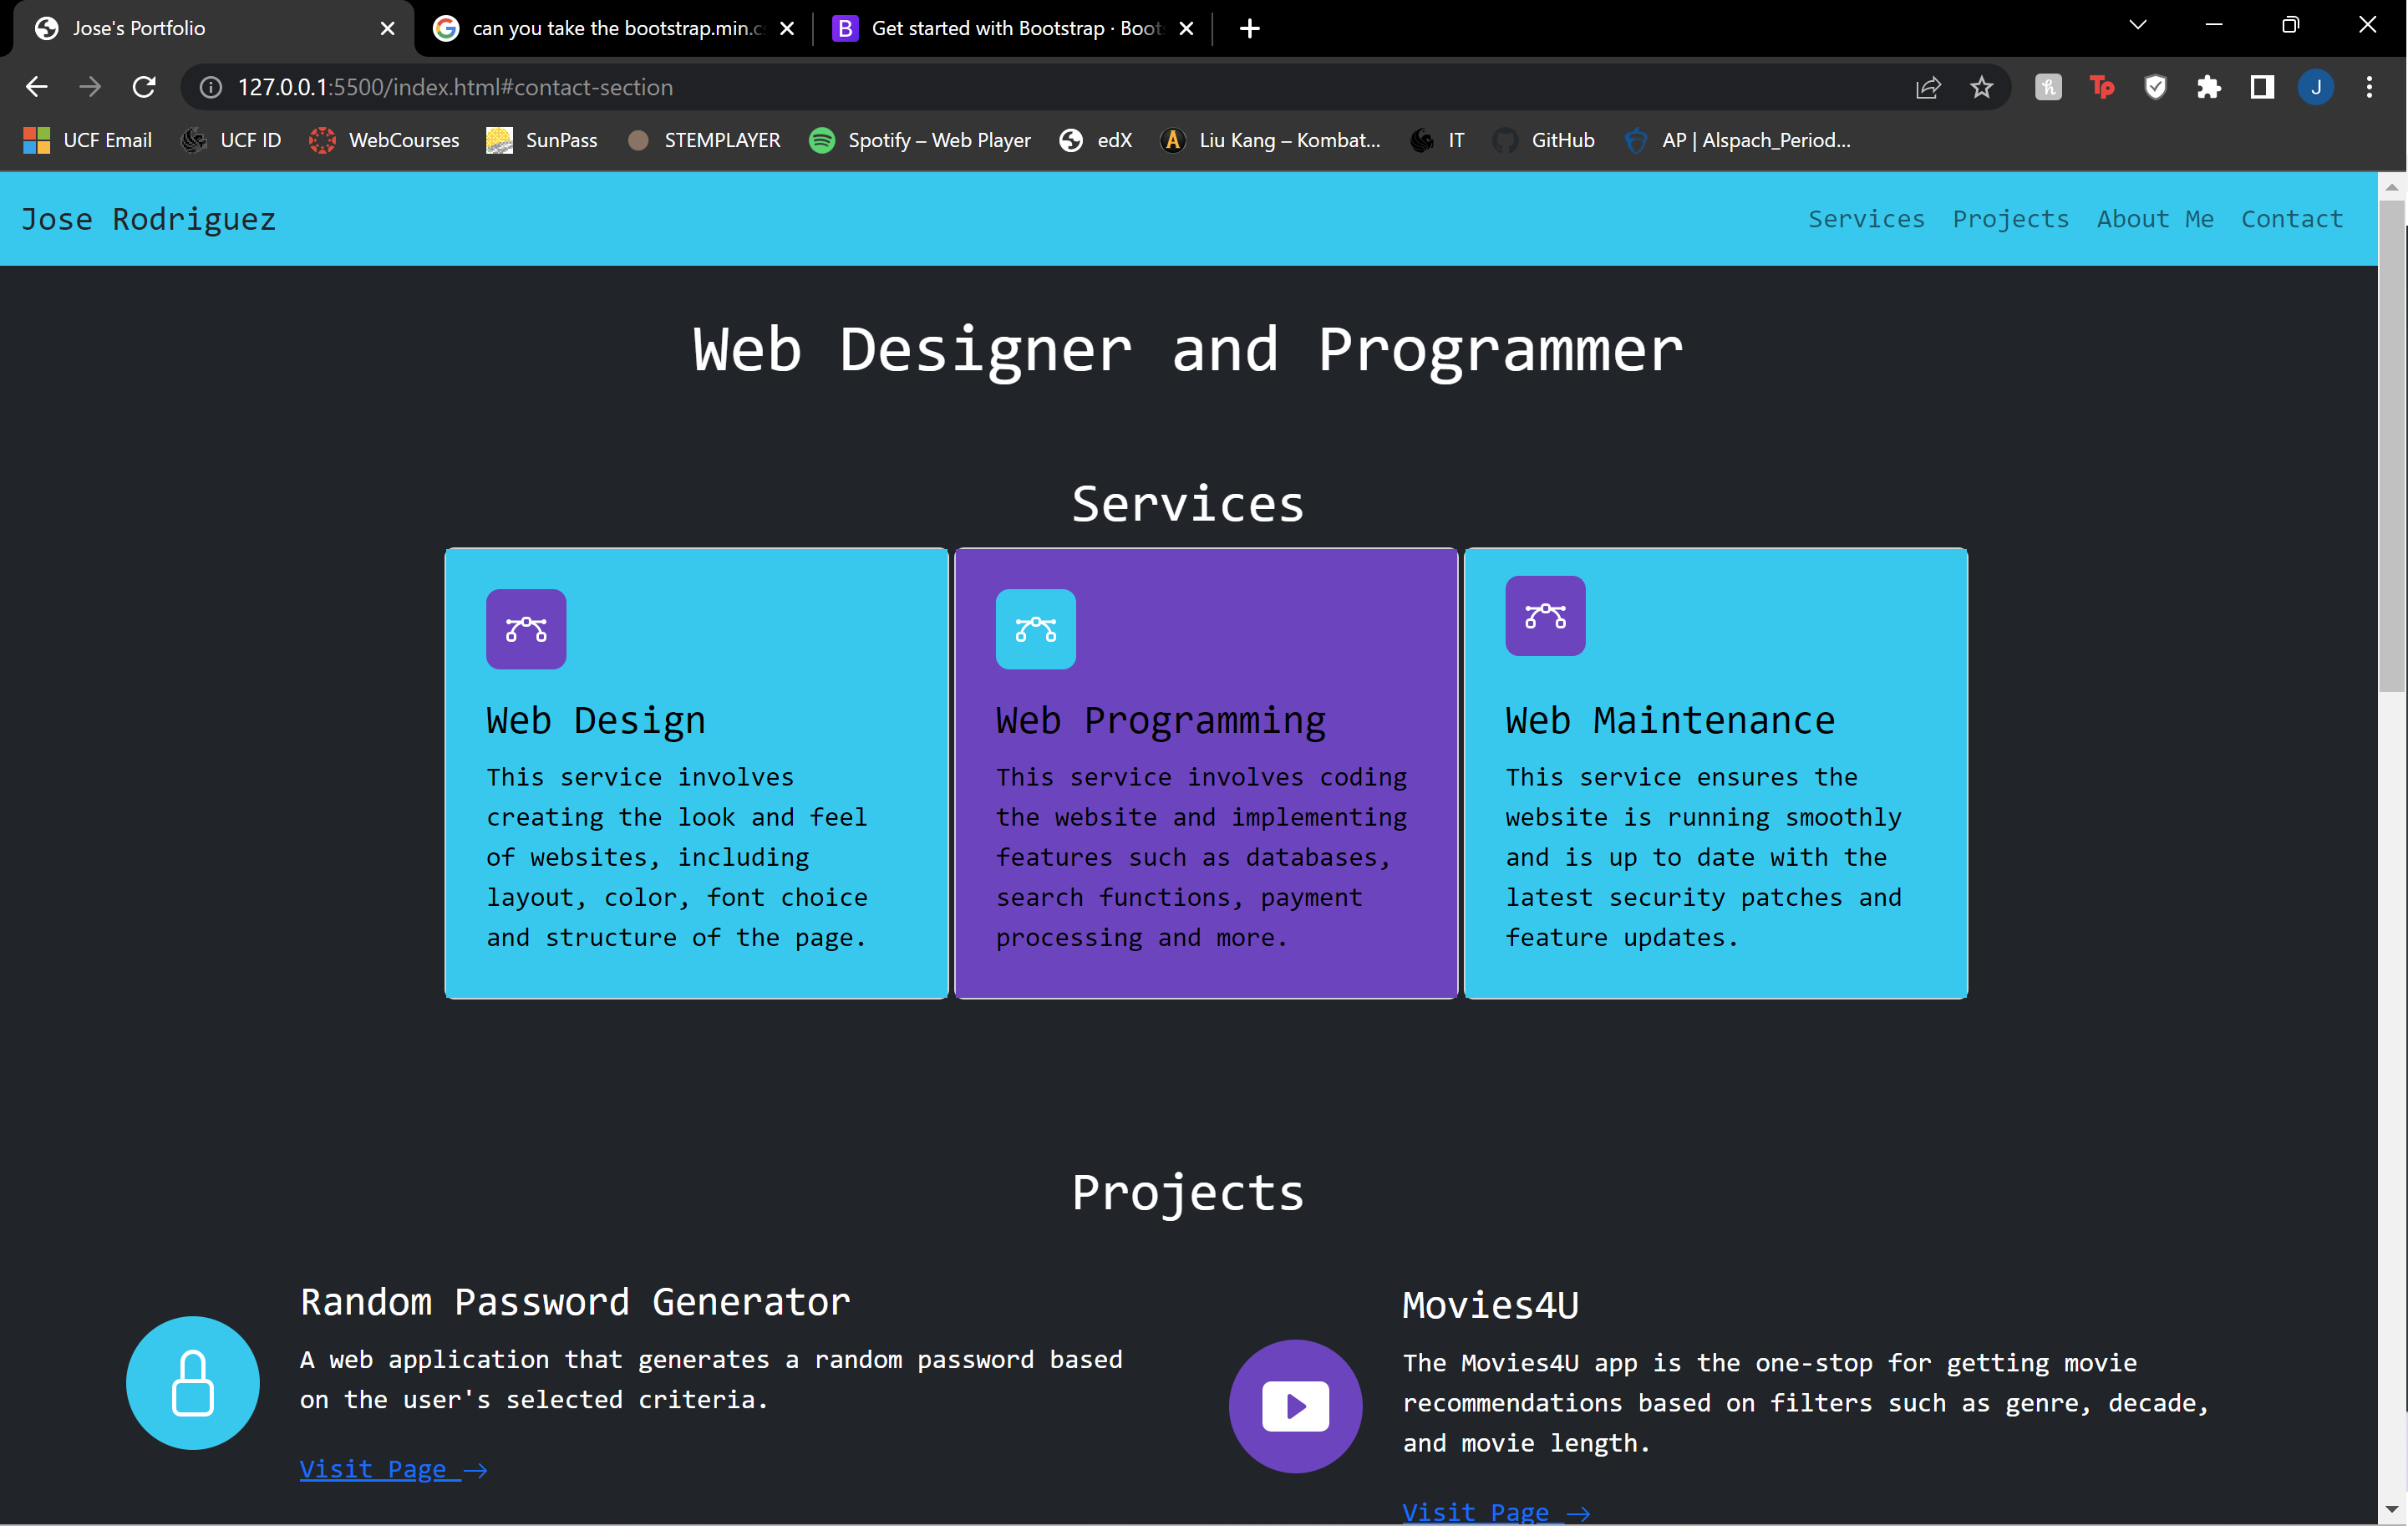 Jose's Portfolio
can you take the bootstrap.min.c
Get started with Bootstrap · Boot
127.0.0.1:5500/index.html#contact-section
h
Tp
J
UCF Email
UCF ID
WebCourses
SunPass
STEMPLAYER
Spotify – Web Player
edX
Liu Kang – Kombat...
IT
GitHub
AP | Alspach_Period...
Jose Rodriguez
Services
Projects
About Me
Contact
Web Designer and Programmer
Services
Web Design
This service involves
creating the look and feel
of websites, including
layout, color, font choice
and structure of the page.
Web Programming
This service involves coding
the website and implementing
features such as databases,
search functions, payment
processing and more.
Web Maintenance
This service ensures the
website is running smoothly
and is up to date with the
latest security patches and
feature updates.
Projects
Random Password Generator
A web application that generates a random password based
on the user's selected criteria.
Visit Page →
Movies4U
The Movies4U app is the one-stop for getting movie
recommendations based on filters such as genre, decade,
and movie length.
Visit Page →